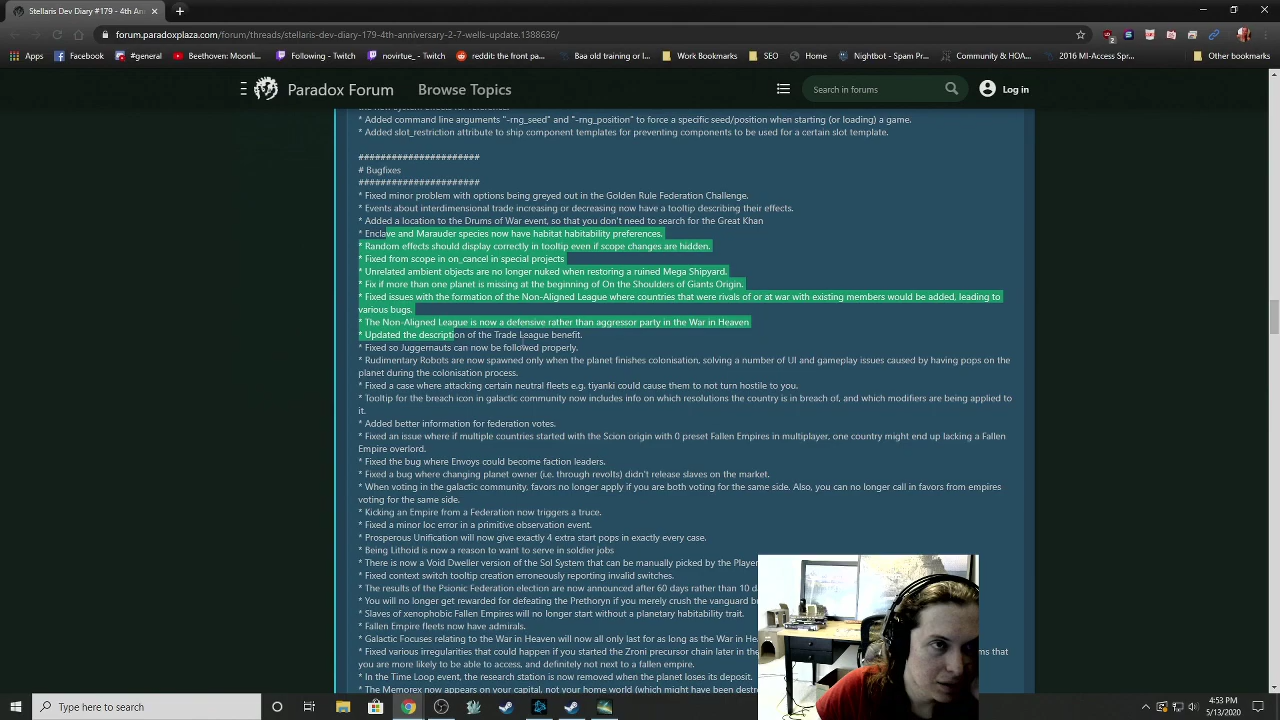 Stellaris Dev Diary #179 - 4th Anni
forum.paradoxplaza.com/forum/threads/stellaris-dev-diary-179-4th-anniversary-2-7-wells-update.1388636/
Apps
Facebook
Beethoven: "Moonlig
Following - Twitch
novirtue_ - Twitch
reddit: the front pa...
Baa old training or l...
Work Bookmarks
SEO
2016 Main
Nightbot - Spam Pr
Community & HOA...
2016 ABC To Do List
Paradox Forum
Browse Topics
Search in forums
Log in
* Added command line arguments "-rng_seed" and "-rng_position" to force a specific seed/position when starting (or loading) a game.
* Added slot_restriction attribute to ship component templates for preventing components to be used for a certain slot template.
######################
# Bugfixes
######################
* Fixed minor problem with options being greyed out in the Golden Rule Federation Challenge.
* Events about interdimensional trade increasing or decreasing now have a tooltip describing their effects.
* Added a location to the Drums of War event, so that you don't need to search for the Great Khan
* Enclave and Marauder species now have habitat habitability preferences.
* Random effects should display correctly in tooltip even if scope changes are hidden.
* Fixed from scope in on_cancel in special projects
* Unrelated ambient objects are no longer nuked when restoring a ruined Mega Shipyard.
* Fix if more than one planet is missing at the beginning of On the Shoulders of Giants Origin.
* Fixed issues with the formation of the Non-Aligned League where countries that were rivals of or at war with existing members would be added, leading to
various bugs.
* The Non-Aligned League is now a defensive rather than aggressor party in the War in Heaven
* Updated the description of the Trade League benefit.
* Fixed so Juggernauts can now be followed properly.
* Rudimentary Robots are now spawned only when the planet finishes colonisation. solving a number of UI and gameplay issues caused by having pops on the
planet during the colonisation process.
* Fixed a case where attacking certain neutral fleets e.g. tiyanki could cause them to not turn hostile to you.
* Tooltip for the breach icon in galactic community now includes info on which resolutions the country is in breach of, and which modifiers are being applied to
it.
* Added better information for federation votes.
* Fixed an issue where if multiple countries started with the Scion origin with 0 preset Fallen Empires in multiplayer, one country might end up lacking a Fallen
Empire overlord.
* Fixed the bug where Envoys could become faction leaders.
* Fixed a bug where changing planet owner (i.e. through revolts) didn't release slaves on the market.
* When voting in the galactic community, favors no longer apply if you are both voting for the same side. Also, you can no longer call in favors from empires
voting for the same side.
* Kicking an Empire from a Federation now triggers a truce.
* Fixed a minor loc error in a primitive observation event.
* Prosperous Unification will now give exactly 4 extra start pops in exactly every case.
* Being Lithoid is now a reason to want to serve in soldier jobs
* There is now a Void Dweller version of the Sol System that can be manually picked by the Player
* Fixed context switch tooltip creation erroneously reporting invalid switches.
* The results of the Psionic Federation election are now announced after 60 days rather than 10 d
* You will no longer get rewarded for defeating the Prethoryn if you merely crush the vanguard b
* Slaves of xenophobic Fallen Empires will no longer start without a planetary habitability trait.
* Fallen Empire fleets now have admirals.
* Galactic Focuses relating to the War in Heaven will now all only last for as long as the War in He
* Fixed various irregularities that could happen if you started the Zroni precursor chain later in the
ms that
you are more likely to be able to access, and definitely not next to a fallen empire.
* In the Time Loop event, the research station is now removed when the planet loses its deposit.
* The Memorex now appears on your capital, not your home world (which might have been dest
Type here to search
4:53 PM
5/13/2020